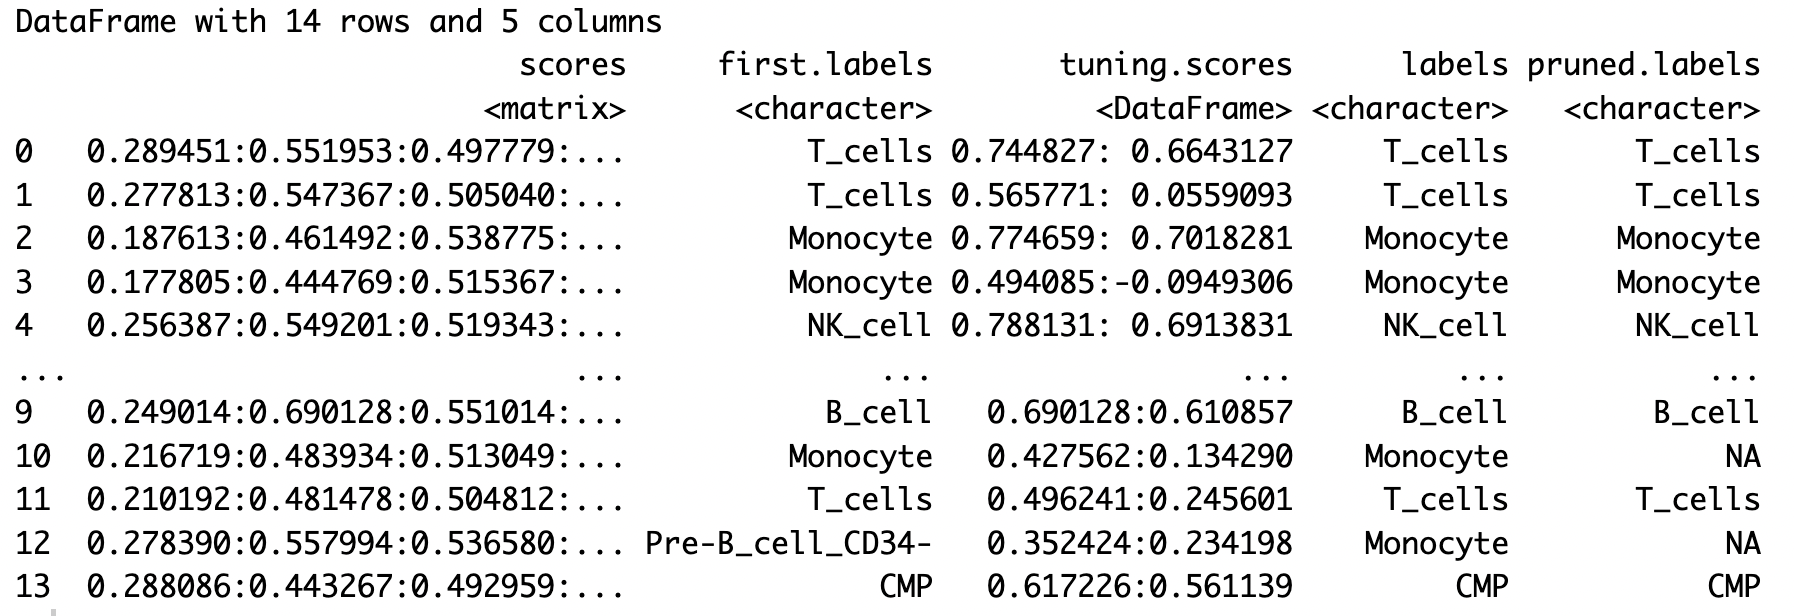 DataFrame with 14 rows and 5 columns
scores first.labels tuning.scores labels pruned.labels
<matrix> <character> <DataFrame> <character> <character>
0 0.289451:0.551953:0.497779:... T_cells 0.744827: 0.6643127 T_cells T_cells
1 0.277813:0.547367:0.505040:... T_cells 0.565771: 0.0559093 T_cells T_cells
2 0.187613:0.461492:0.538775:... Monocyte 0.774659: 0.7018281 Monocyte Monocyte
3 0.177805:0.444769:0.515367:... Monocyte 0.494085:-0.0949306 Monocyte Monocyte
4 0.256387:0.549201:0.519343:... NK_cell 0.788131: 0.6913831 NK_cell NK_cell
... ... ... ... ... ...
9 0.249014:0.690128:0.551014:... B_cell 0.690128:0.610857 B_cell B_cell
10 0.216719:0.483934:0.513049:... Monocyte 0.427562:0.134290 Monocyte NA
11 0.210192:0.481478:0.504812:... T_cells 0.496241:0.245601 T_cells T_cells
12 0.278390:0.557994:0.536580:... Pre-B_cell_CD34- 0.352424:0.234198 Monocyte NA
13 0.288086:0.443267:0.492959:... CMP 0.617226:0.561139 CMP CMP